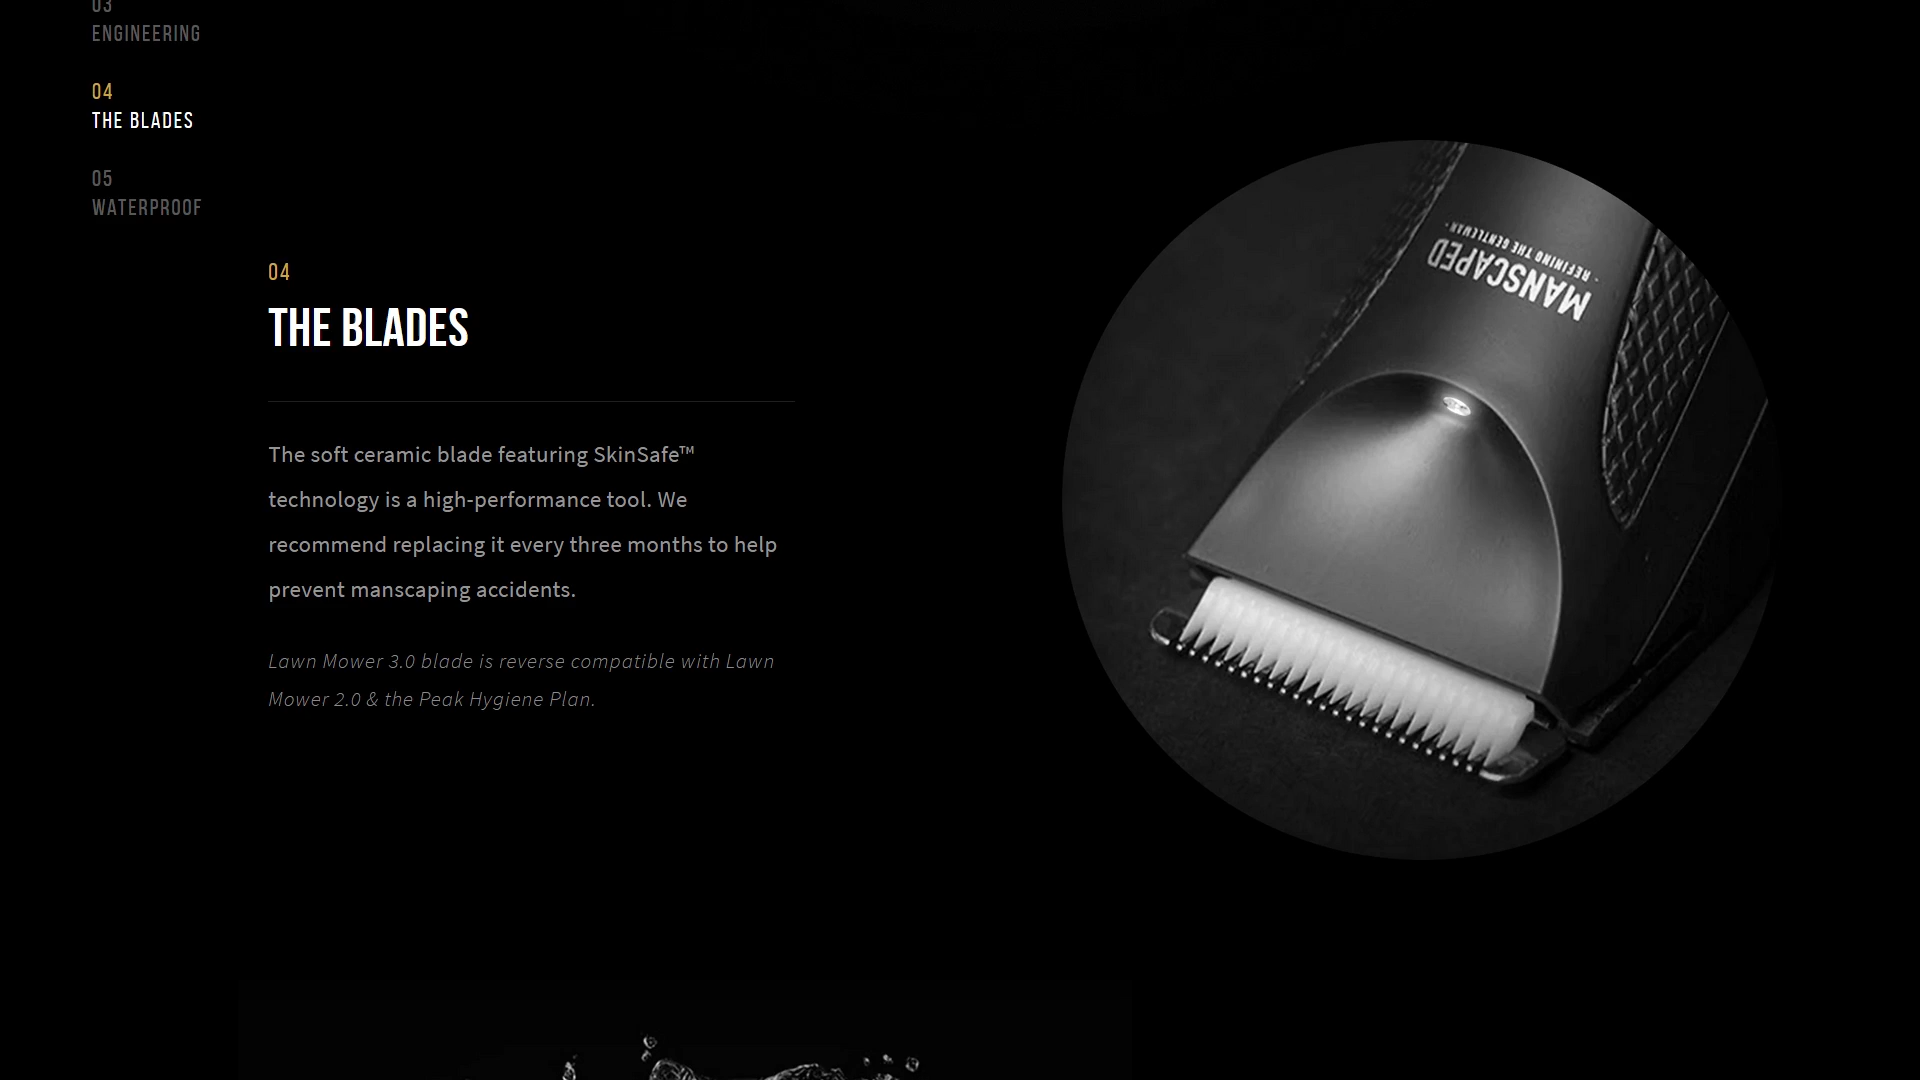 03
ENGINEERING
04
THE BLADES
05
WATERPROOF
04
THE BLADES
The soft ceramic blade featuring SkinSafe™
technology is a high-performance tool. We
recommend replacing it every three months to help
prevent manscaping accidents.
Lawn Mower 3.0 blade is reverse compatible with Lawn
Mower 2.0 & the Peak Hygiene Plan.
MANSCAPED
- REFINING THE GENTLEMAN -